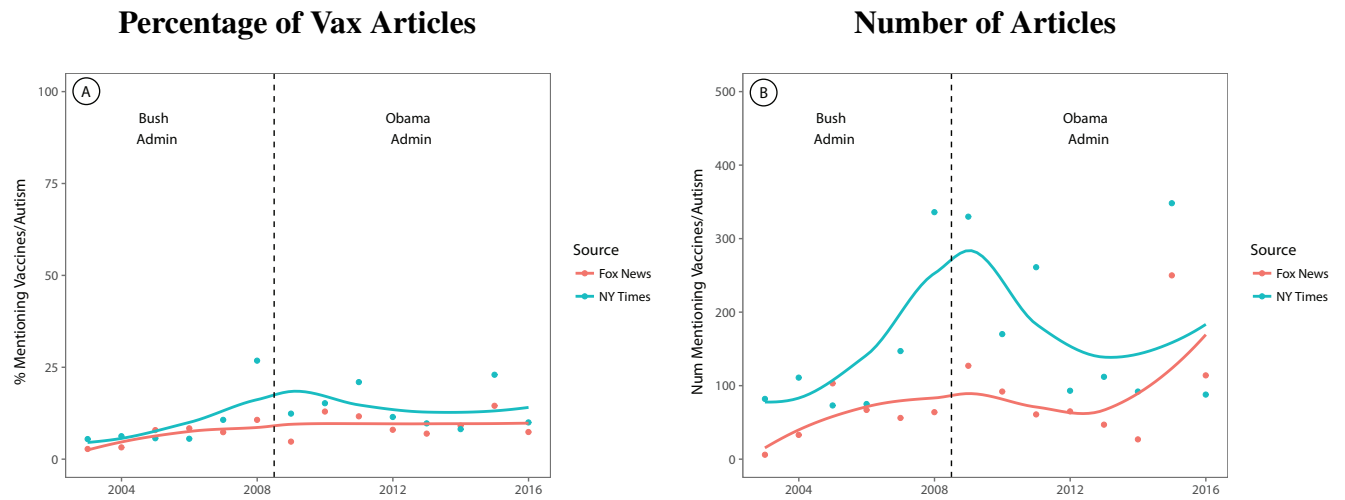 Percentage of Vax Articles
Number of Articles
A
100
75
50
25
0
% Mentioning Vaccines/Autism
Bush
Admin
Obama
Admin
2004
2008
2012
2016
Source
Fox News
NY Times
B
500
400
300
200
100
0
Num Mentioning Vaccines/Autism
Bush
Admin
Obama
Admin
2004
2008
2012
2016
Source
Fox News
NY Times